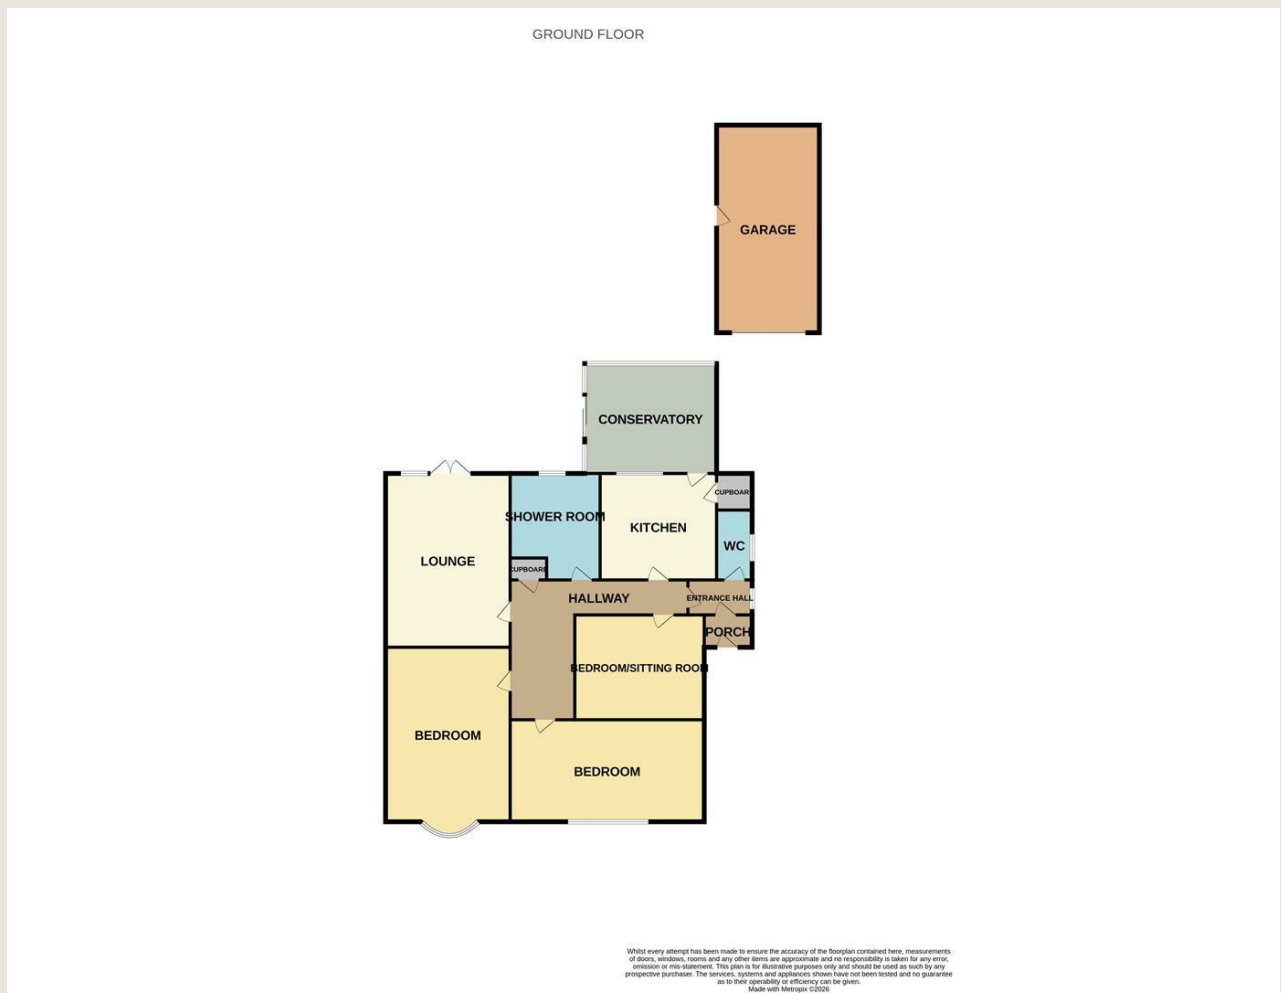 GROUND FLOOR
GARAGE
CONSERVATORY
CUPBOARD
SHOWER ROOM
KITCHEN
WC
LOUNGE
CUPBOARD
HALLWAY
ENTRANCE HALL
PORCH
BEDROOM/SITTING ROOM
BEDROOM
BEDROOM
Whilst every attempt has been made to ensure the accuracy of the floorplan contained here, measurements
of doors, windows, rooms and any other items are approximate and no responsibility is taken for any error,
omission or mis-statement. This plan is for illustrative purposes only and should be used as such by any
prospective purchaser. The services, systems and appliances shown have not been tested and no guarantee
as to their operability or efficiency can be given.
Made with Metropix ©2026